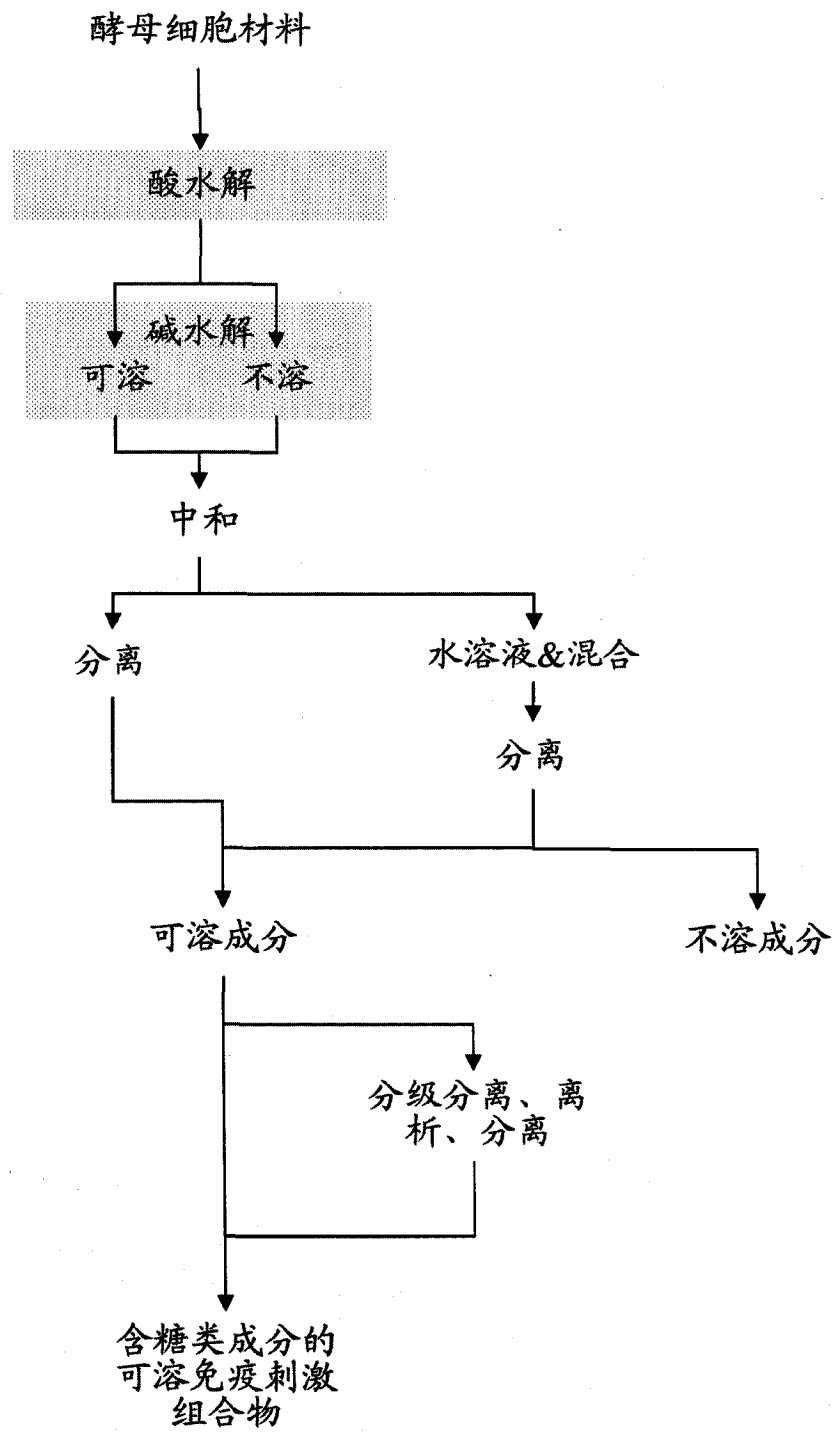 酵母细胞材料
酸水解
碱水解
可溶 不溶
中和
分离 水溶液&混合
分离
可溶成分 不溶成分
分级分离、离
析、分离
含糖类成分的
可溶免疫刺激
组合物